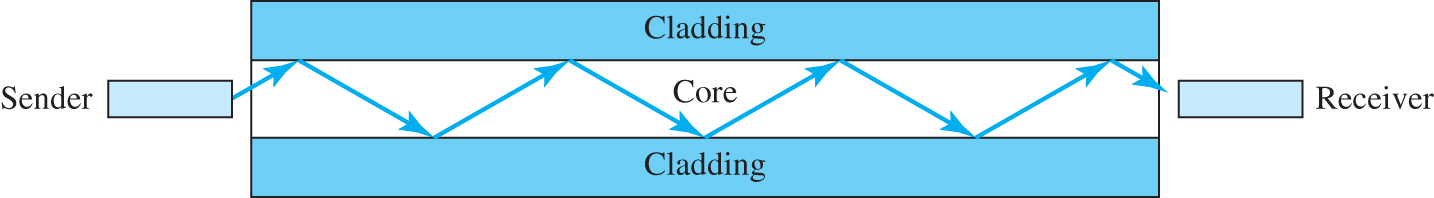 Cladding
Sender
Core
Receiver
Cladding